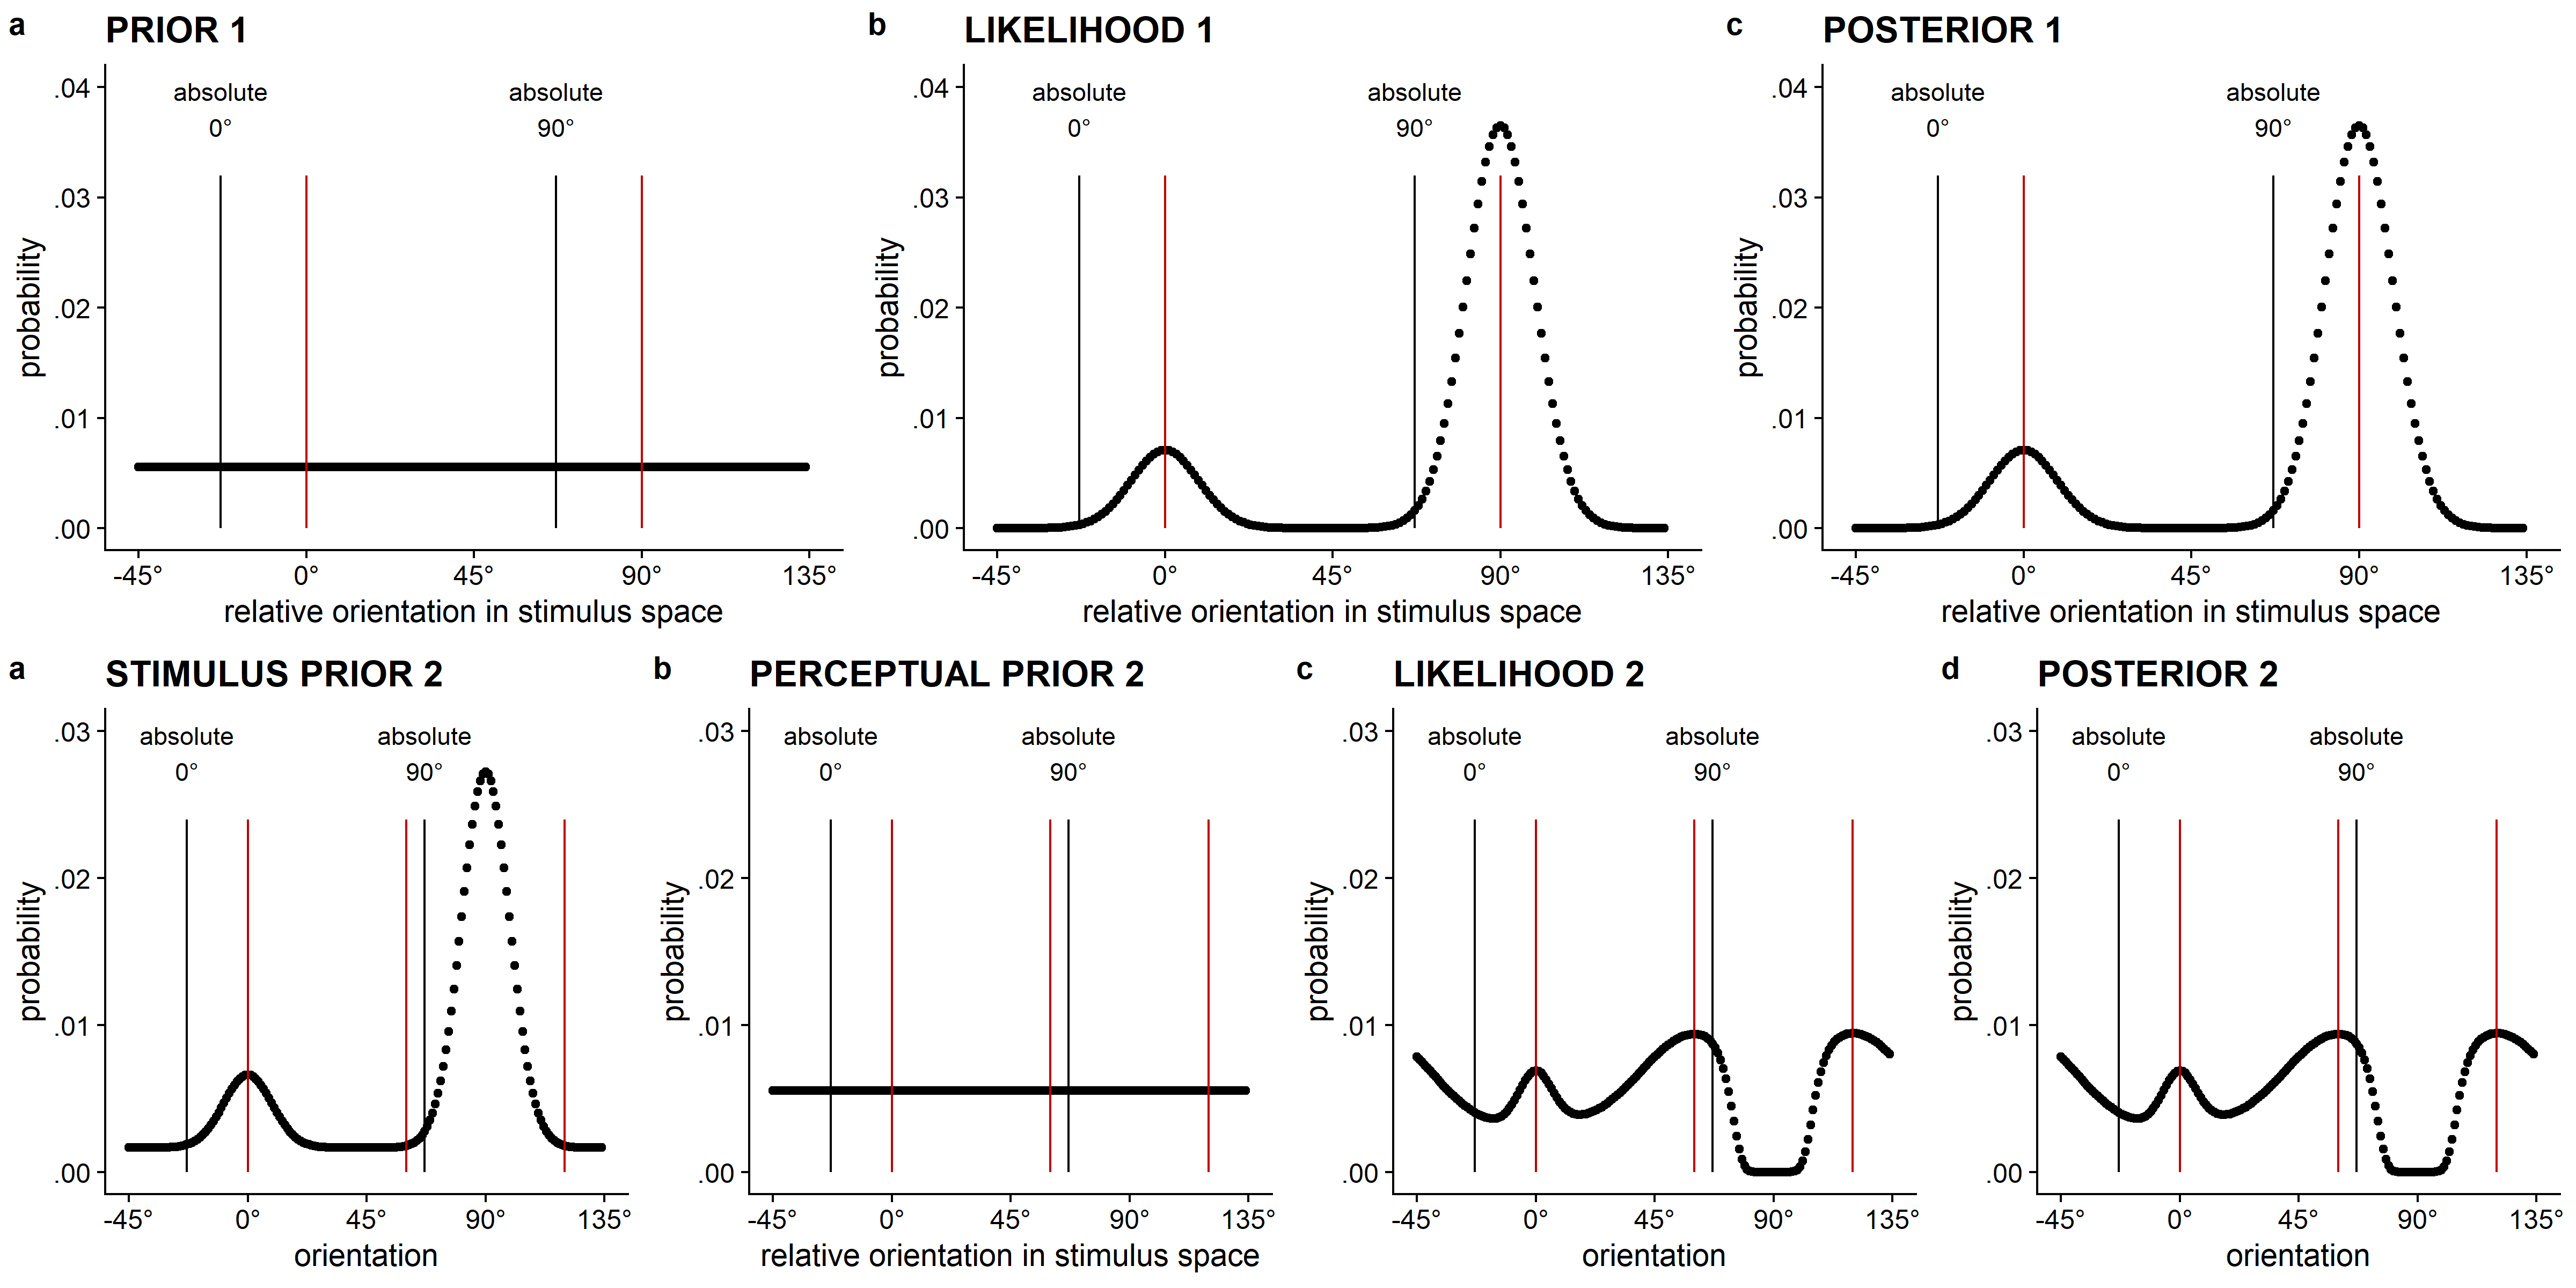 a PRIOR 1
absolute 0°
absolute 90°
.04
.03
.02
.01
.00
probability
-45° 0° 45° 90° 135°
relative orientation in stimulus space
b LIKELIHOOD 1
absolute 0°
absolute 90°
.04
.03
.02
.01
.00
probability
-45° 0° 45° 90° 135°
relative orientation in stimulus space
c POSTERIOR 1
absolute 0°
absolute 90°
.04
.03
.02
.01
.00
probability
-45° 0° 45° 90° 135°
relative orientation in stimulus space
a STIMULUS PRIOR 2
absolute 0°
absolute 90°
.03
.02
.01
.00
probability
-45° 0° 45° 90° 135°
orientation
b PERCEPTUAL PRIOR 2
absolute 0°
absolute 90°
.03
.02
.01
.00
probability
-45° 0° 45° 90° 135°
relative orientation in stimulus space
c LIKELIHOOD 2
absolute 0°
absolute 90°
.03
.02
.01
.00
probability
-45° 0° 45° 90° 135°
orientation
d POSTERIOR 2
absolute 0°
absolute 90°
.03
.02
.01
.00
probability
-45° 0° 45° 90° 135°
orientation